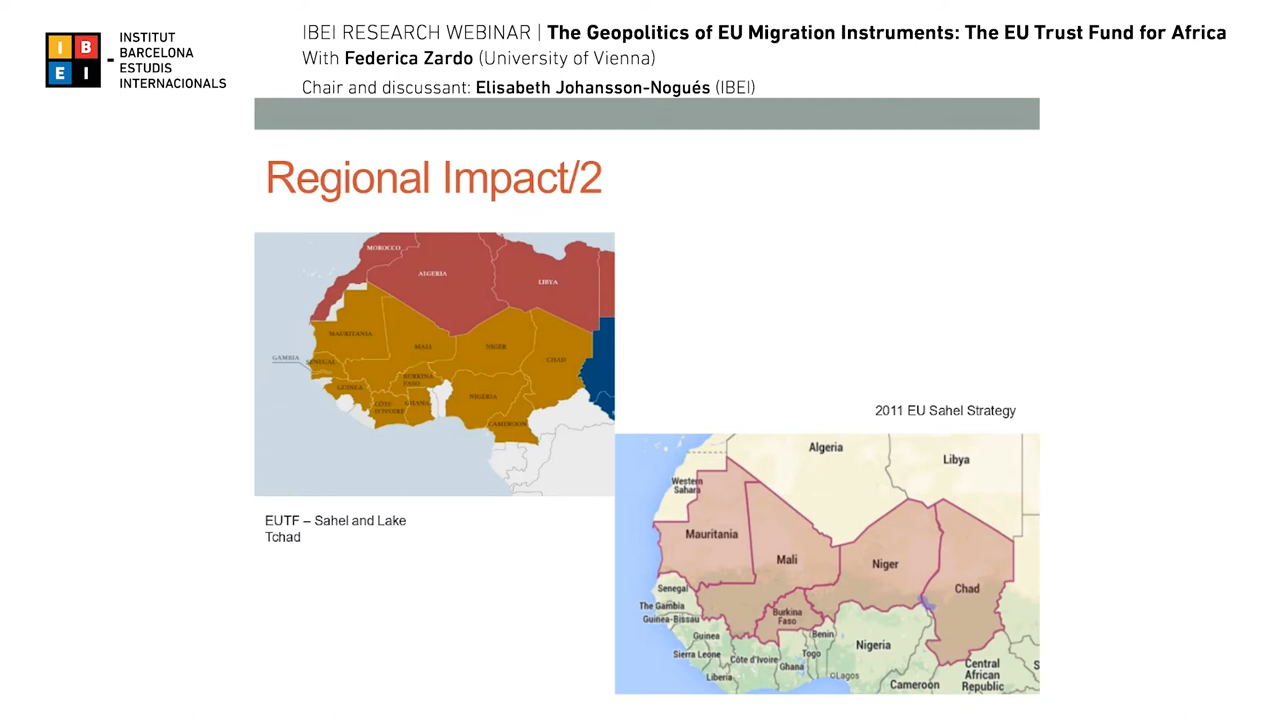 I B
E I
INSTITUT
BARCELONA
ESTUDIS
INTERNACIONALS
IBEI RESEARCH WEBINAR | The Geopolitics of EU Migration Instruments: The EU Trust Fund for Africa
With Federica Zardo (University of Vienna)
Chair and discussant: Elisabeth Johansson-Nogués (IBEI)
Regional Impact/2
MOROCCO
ALGERIA
LIBYA
MAURITANIA
MALI
NIGER
CHAD
GAMBIA
SENEGAL
BURKINA
FASO
GUINEA
NIGERIA
CÔTE
D'IVOIRE
GHANA
CAMEROON
EUTF – Sahel and Lake
Tchad
2011 EU Sahel Strategy
Algeria
Libya
Western
Sahara
Mauritania
Mali
Niger
Chad
Senegal
The Gambia
Guinea-Bissau
Burkina
Faso
Guinea
Benin
Nigeria
Sierra Leone
Côte d'Ivoire
Togo
Ghana
Liberia
Lagos
Cameroon
Central
African
Republic
S